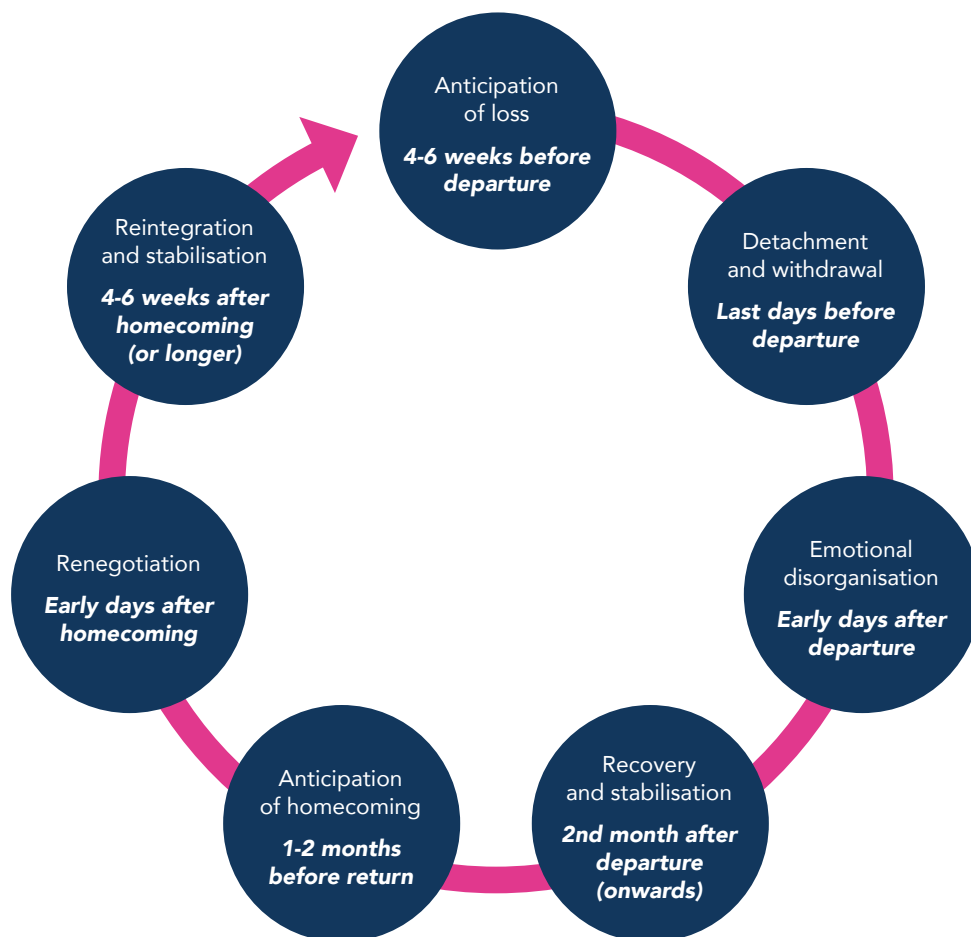 Anticipation
of loss
4-6 weeks before
departure
Detachment
and withdrawal
Last days before
departure
Emotional
disorganisation
Early days after
departure
Recovery
and stabilisation
2nd month after
departure
(onwards)
Anticipation
of homecoming
1-2 months
before return
Renegotiation
Early days after
homecoming
Reintegration
and stabilisation
4-6 weeks after
homecoming
(or longer)